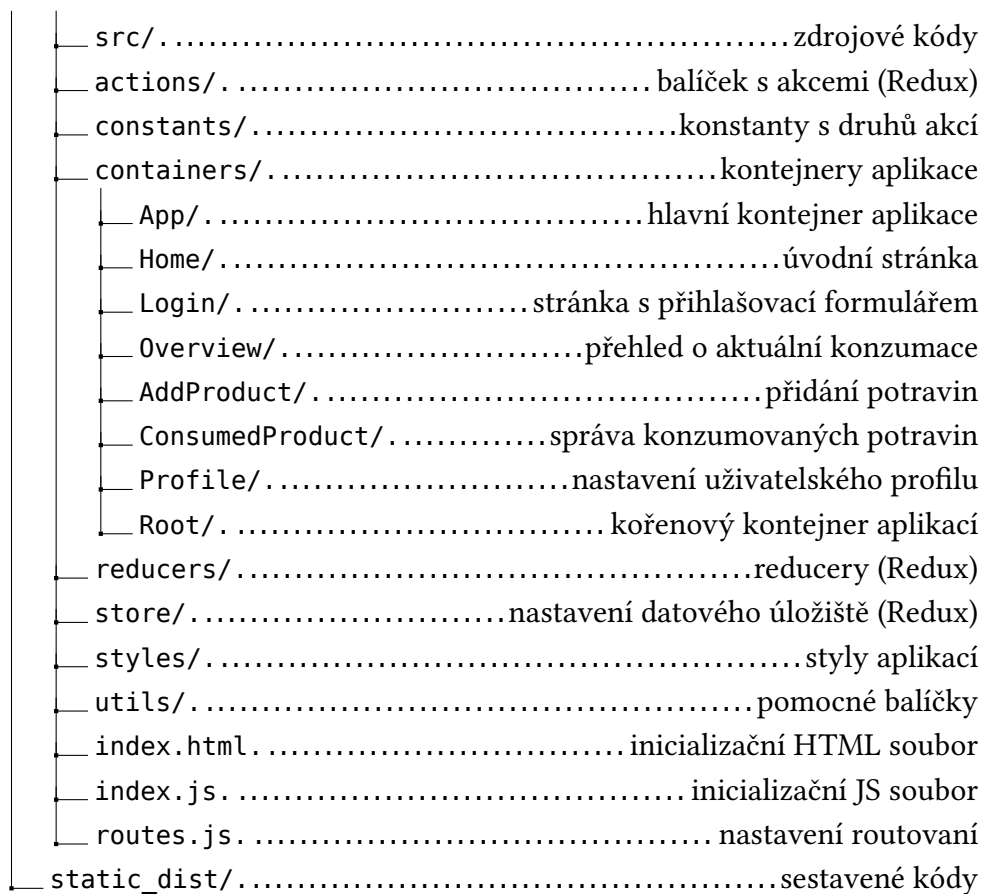 src/. zdrojové kódy
actions/. balíček s akcemi (Redux)
constants/. konstanty s druhů akcí
containers/. kontejnery aplikace
App/. hlavní kontejner aplikace
Home/. úvodní stránka
Login/. stránka s přihlašovací formulářem
Overview/. přehled o aktuální konzumace
AddProduct/. přidání potravin
ConsumedProduct/. správa konzumovaných potravin
Profile/. nastavení uživatelského profilu
Root/. kořenový kontejner aplikací
reducers/. reducery (Redux)
store/. nastavení datového úložiště (Redux)
styles/. styly aplikací
utils/. pomocné balíčky
index.html. inicializační HTML soubor
index.js. inicializační JS soubor
routes.js. nastavení routovaní
static_dist/. sestavené kódy